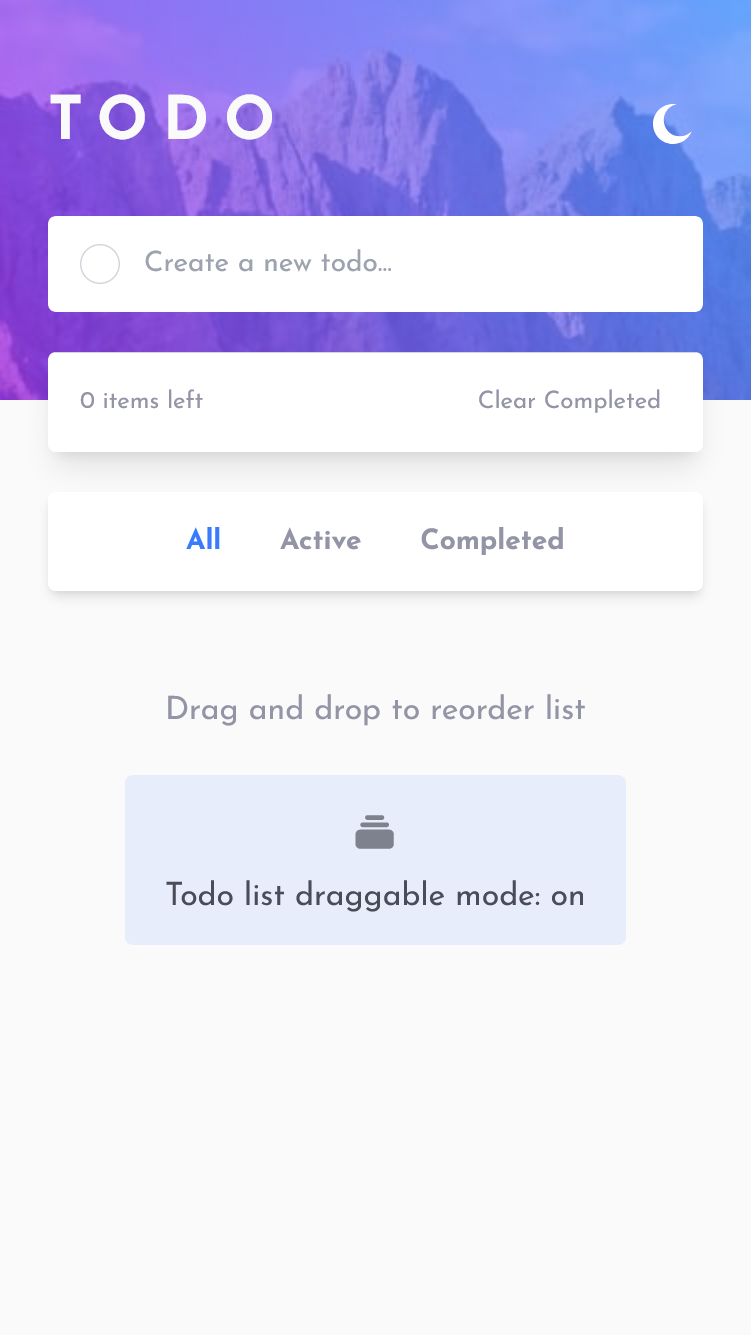 TODO
Create a new todo...
0 items left Clear Completed
All Active Completed
Drag and drop to reorder list
Todo list draggable mode: on